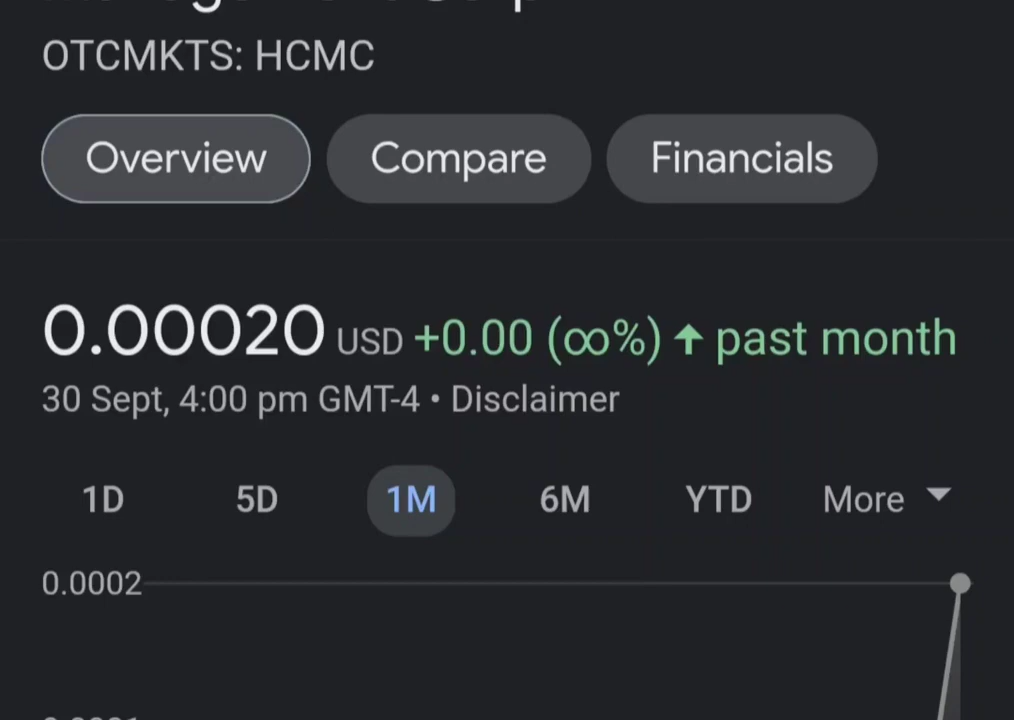 OTCMKTS: HCMC
Overview Compare Financials
0.00020 USD +0.00 (∞%) ↑ past month
30 Sept, 4:00 pm GMT-4 • Disclaimer
1D 5D 1M 6M YTD More
0.0002